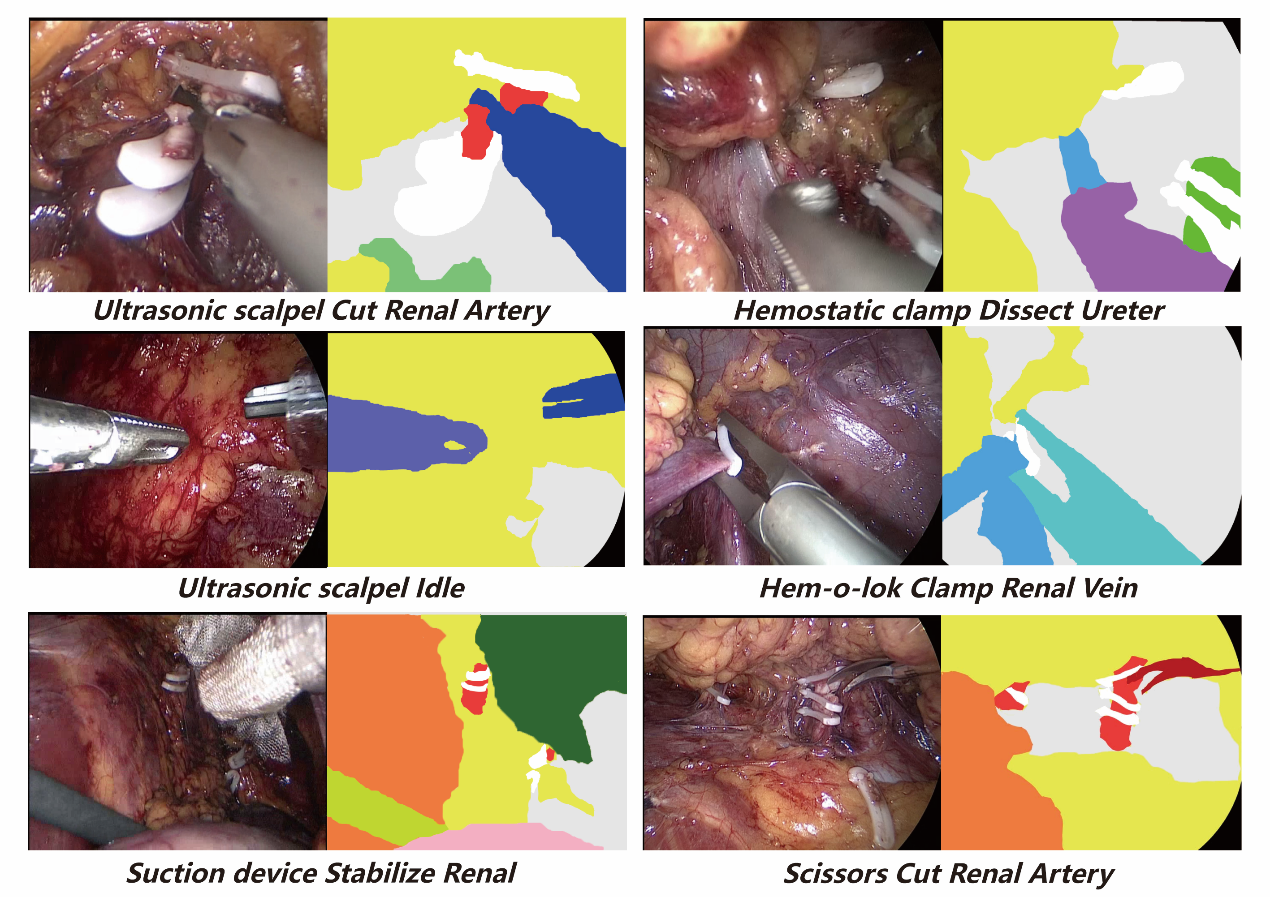 Ultrasonic scalpel Cut Renal Artery
Hemostatic clamp Dissect Ureter
Ultrasonic scalpel Idle
Hem-o-lok Clamp Renal Vein
Suction device Stabilize Renal
Scissors Cut Renal Artery